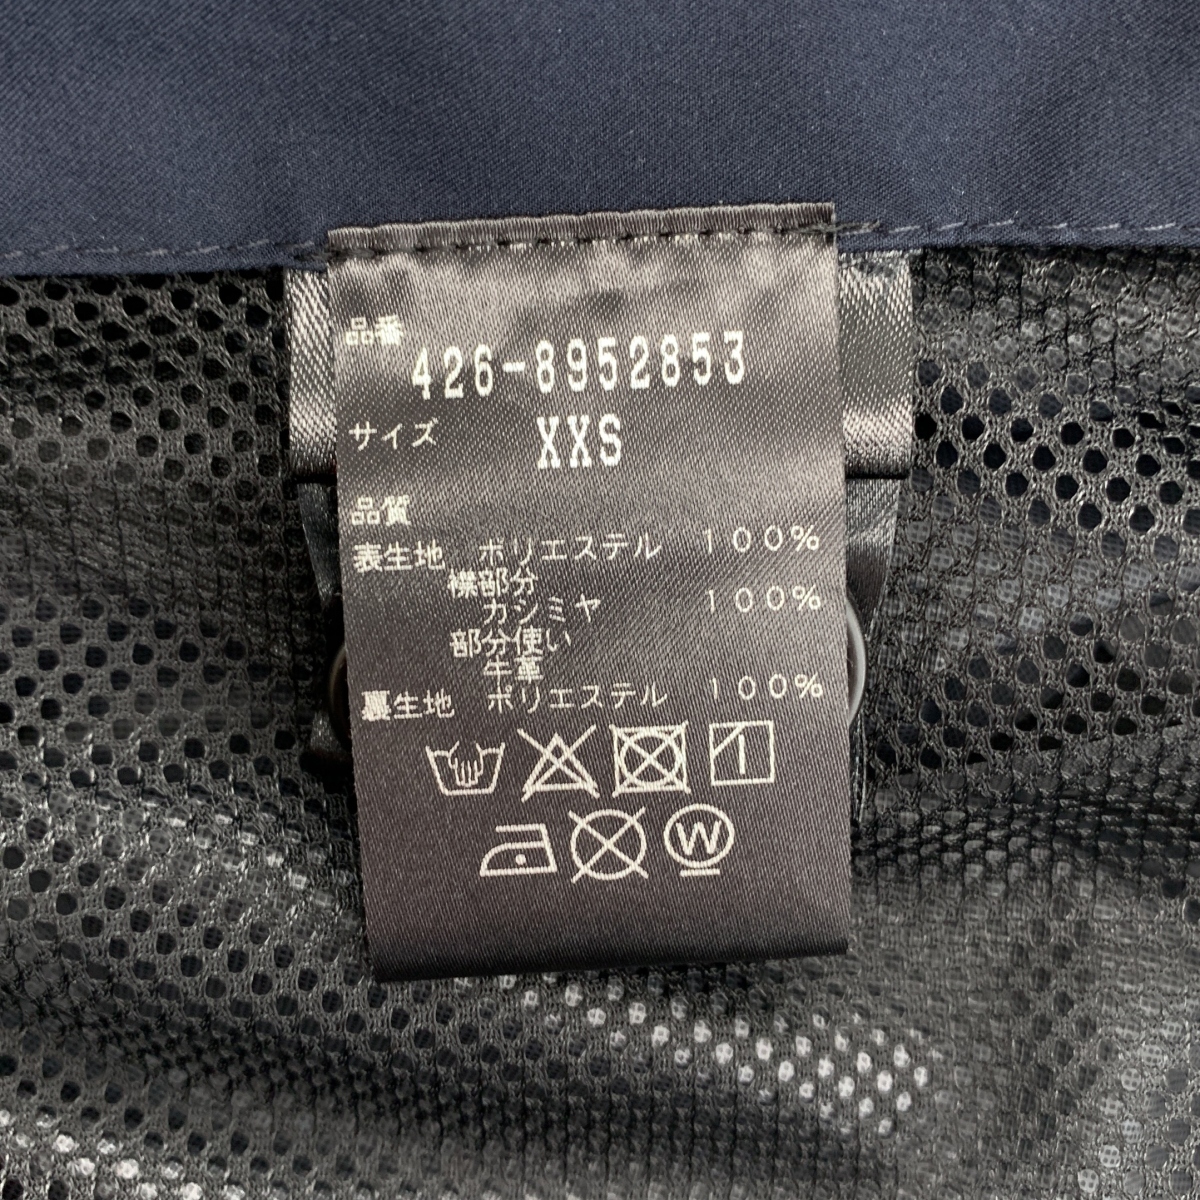 品番
426-8952853
サイズ XXS
品質
表生地 ポリエステル 100%
襟部分
カシミヤ 100%
部分使い
牛革
裏生地 ポリエステル 100%
W